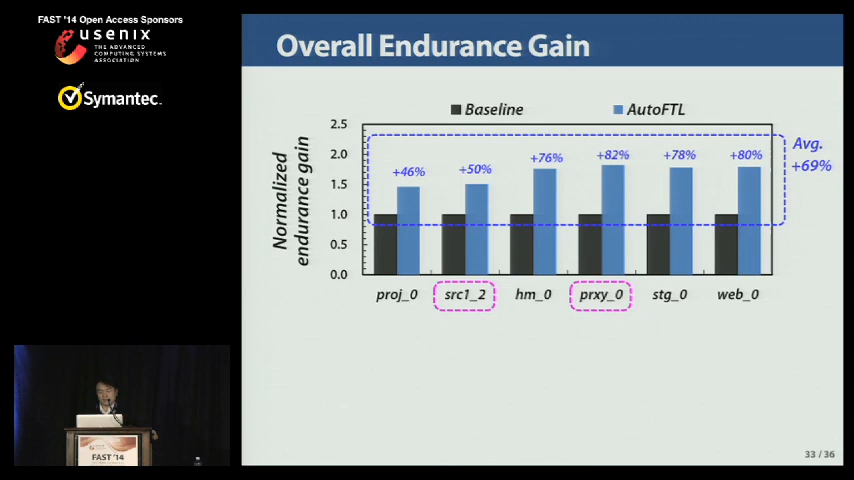 FAST '14 Open Access Sponsors
usenix
THE ADVANCED
COMPUTING SYSTEMS
ASSOCIATION
Symantec.
Overall Endurance Gain
Baseline
AutoFTL
Normalized
endurance gain
2.5
2.0
1.5
1.0
0.5
0.0
+46%
+50%
+76%
+82%
+78%
+80%
Avg.
+69%
proj_0
src1_2
hm_0
prxy_0
stg_0
web_0
33 / 36
FAST '14